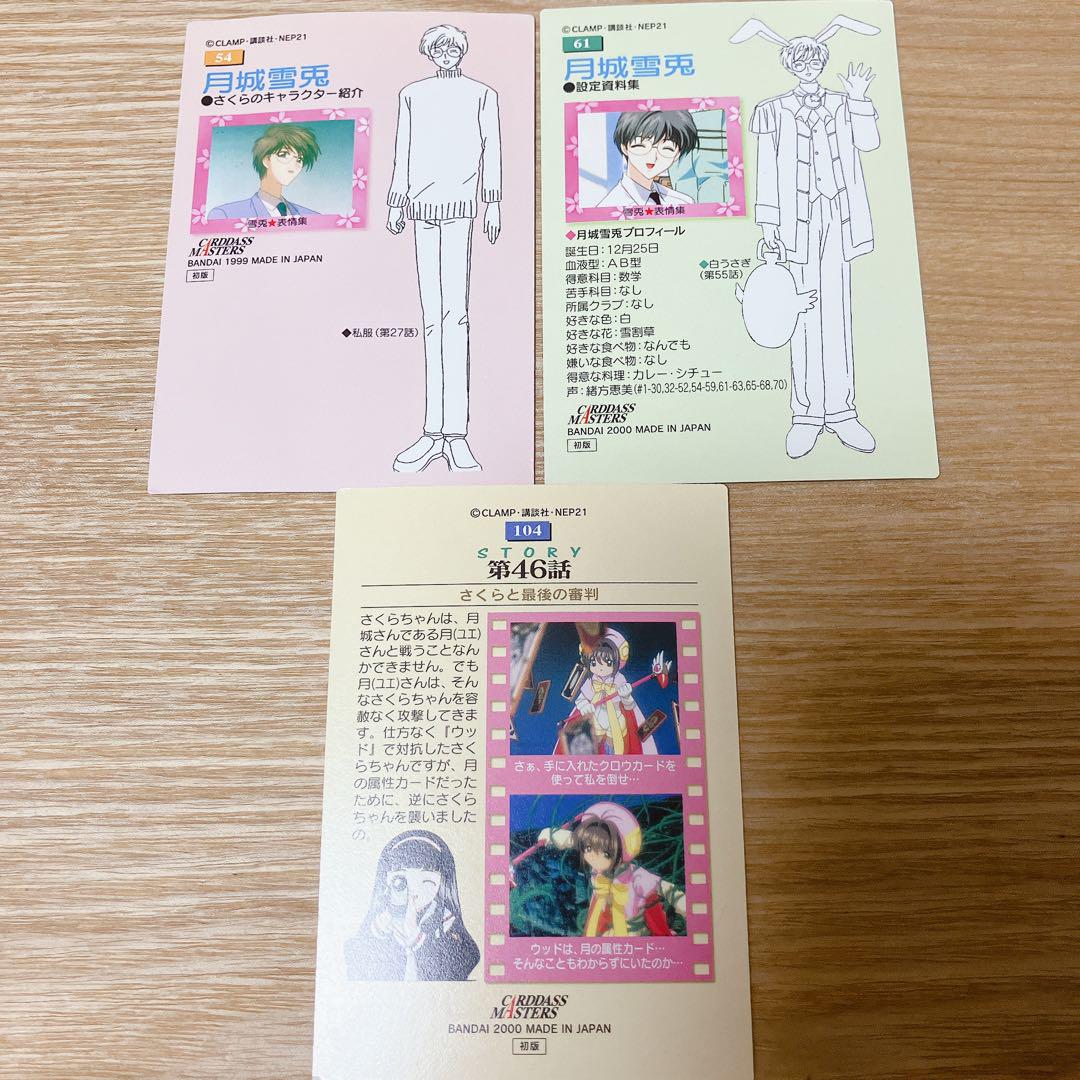 ©CLAMP・講談社・NEP21
54
月城雪兎
●さくらのキャラクター紹介
雪兎★表情集
CARDDASS
MASTERS
BANDAI 1999 MADE IN JAPAN
初版
◆私服(第27話)
©CLAMP・講談社・NEP21
61
月城雪兎
●設定資料集
雪兎★表情集
◆月城雪兎プロフィール
誕生日:12月25日
血液型:AB型
得意科目:数学
苦手科目:なし
所属クラブ:なし
好きな色:白
好きな花:雪割草
好きな食べ物:なんでも
嫌いな食べ物:なし
得意な料理:カレー・シチュー
声:緒方恵美(#1-30,32-52,54-59,61-63,65-68,70)
◆白うさぎ
(第55話)
CARDDASS
MASTERS
BANDAI 2000 MADE IN JAPAN
初版
©CLAMP・講談社・NEP21
104
STORY
第46話
さくらと最後の審判
さくらちゃんは、月
城さんである月(ユエ)
さんと戦うことなん
かできません。でも
月(ユエ)さんは、そん
なさくらちゃんを容
赦なく攻撃してきま
す。仕方なく『ウッ
ド』で対抗したさく
らちゃんですが、月
の属性カードだった
ために、逆にさくら
ちゃんを襲いました
の。
さぁ、手に入れたクロウカードを
使って私を倒せ…
ウッドは、月の属性カード…
そんなこともわからずにいたのか…
CARDDASS
MASTERS
BANDAI 2000 MADE IN JAPAN
初版